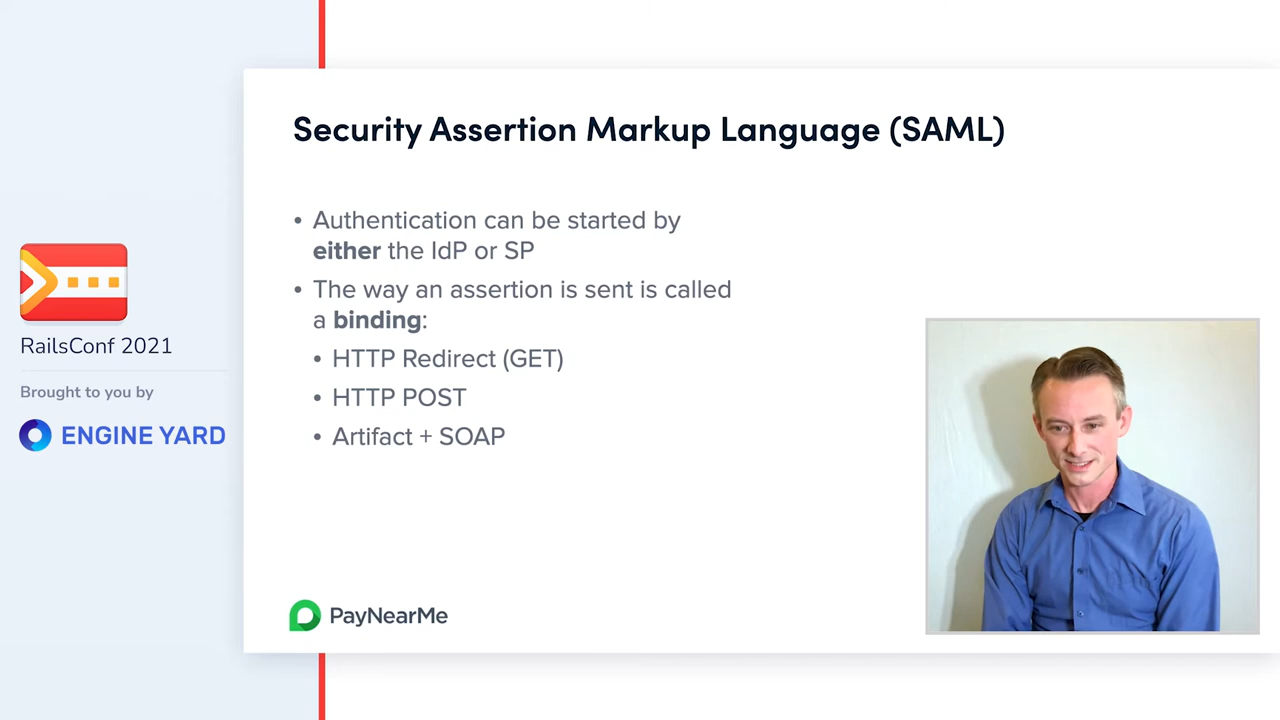 Security Assertion Markup Language (SAML)
• Authentication can be started by
either the IdP or SP
• The way an assertion is sent is called
a binding:
• HTTP Redirect (GET)
• HTTP POST
• Artifact + SOAP
RailsConf 2021
Brought to you by
ENGINE YARD
PayNearMe